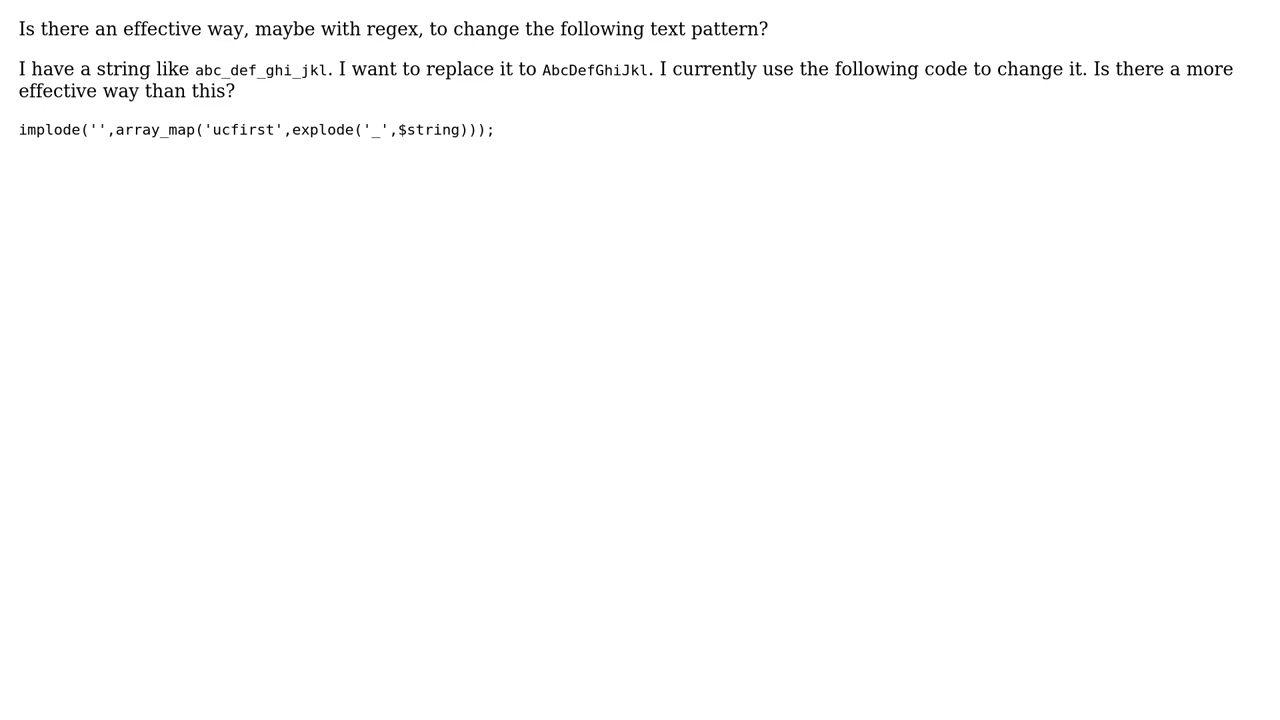 Is there an effective way, maybe with regex, to change the following text pattern?
I have a string like abc_def_ghi_jkl. I want to replace it to AbcDefGhiJkl. I currently use the following code to change it. Is there a more
effective way than this?
implode('',array_map('ucfirst',explode('_',$string)));